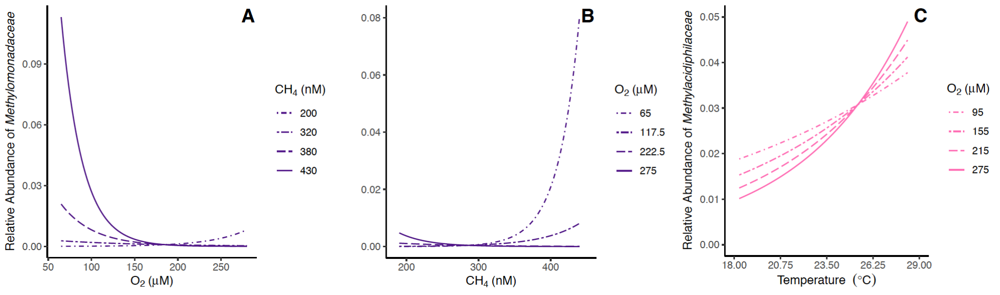 A
Relative Abundance of Methylomonadaceae
0.09
0.06
0.03
0.00
50 100 150 200 250
O₂ (μM)
CH₄ (nM)
200
320
380
430
B
0.08
0.06
0.04
0.02
0.00
200 300 400
CH₄ (nM)
O₂ (μM)
65
117.5
222.5
275
C
Relative Abundance of Methylacidiphilaceae
0.05
0.04
0.03
0.02
0.01
0.00
18.00 20.75 23.50 26.25 29.00
Temperature (°C)
O₂ (μM)
95
155
215
275